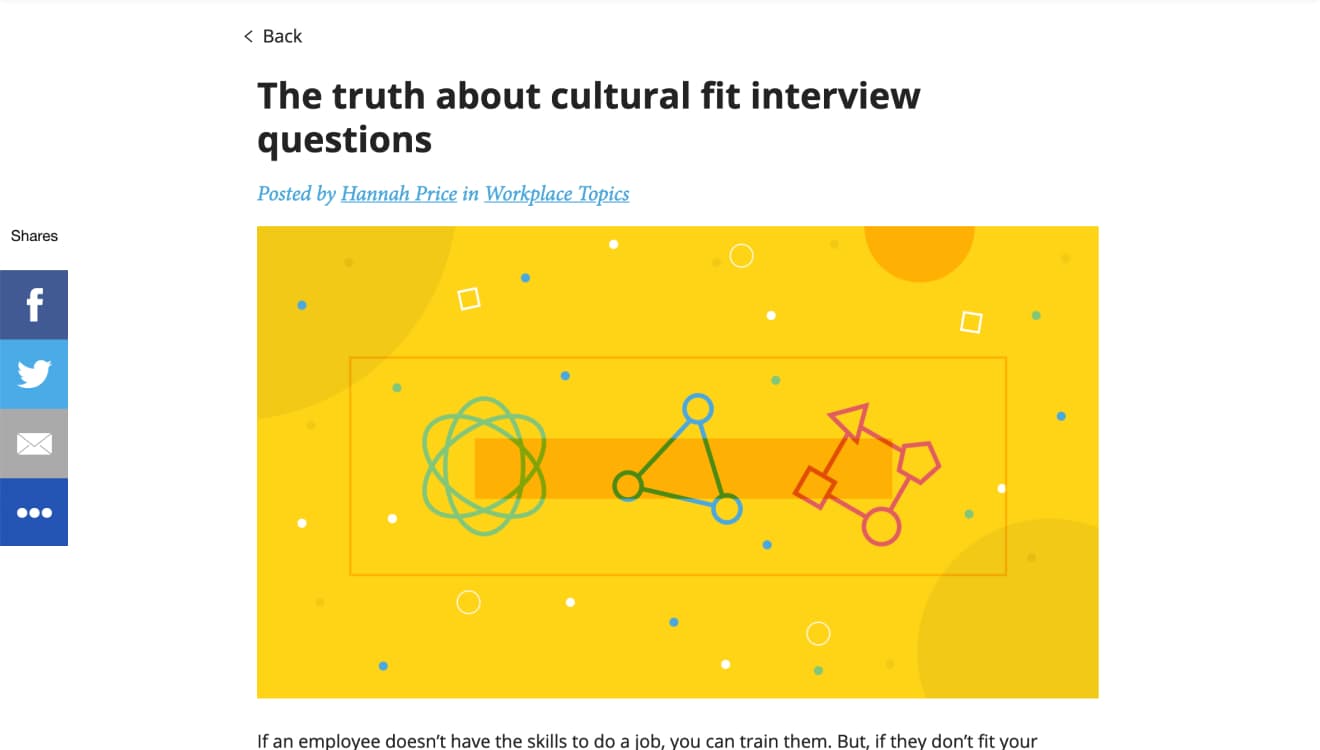 Back
The truth about cultural fit interview
questions
Posted by Hannah Price in Workplace Topics
Shares
If an employee doesn’t have the skills to do a job, you can train them. But, if they don’t fit your